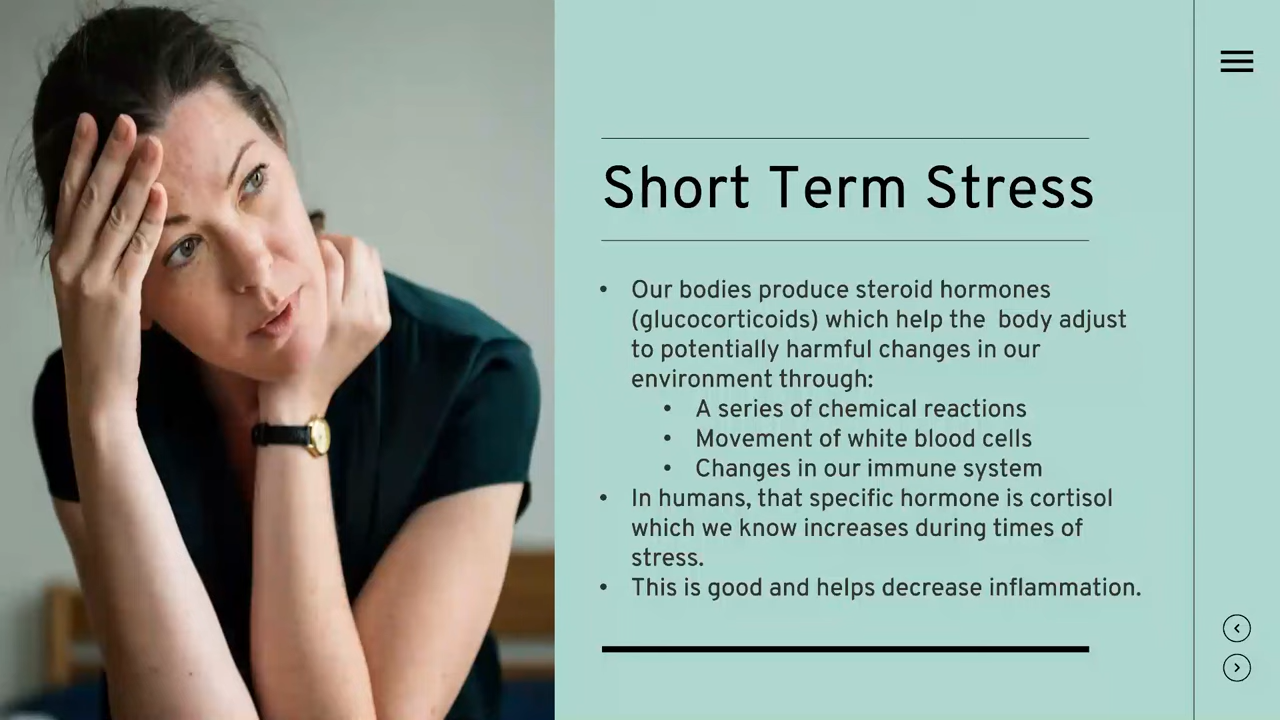 Short Term Stress
• Our bodies produce steroid hormones
(glucocorticoids) which help the  body adjust
to potentially harmful changes in our
environment through:
• A series of chemical reactions
• Movement of white blood cells
• Changes in our immune system
• In humans, that specific hormone is cortisol
which we know increases during times of
stress.
• This is good and helps decrease inflammation.